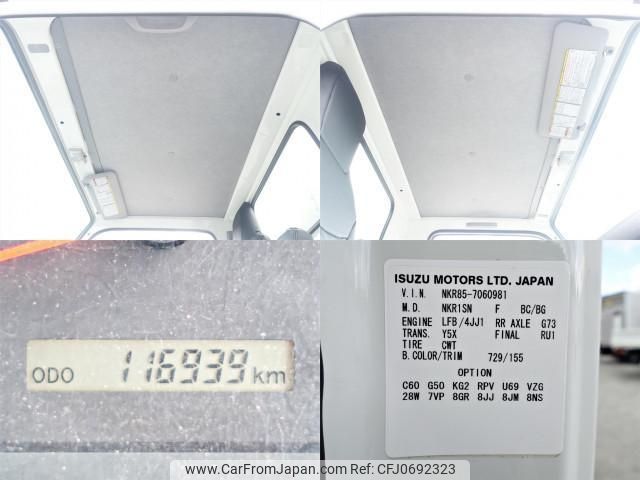 ODO 116939 km
ISUZU MOTORS LTD. JAPAN
V.I.N. NKR85-7060981
M.D. NKR1SN F BC/BG
ENGINE LFB/4JJ1 RR AXLE G73
TRANS. Y5X FINAL RU1
TIRE CWT
B.COLOR/TRIM 729/155
OPTION
C60 G50 KG2 RPV U69 VZG
28W 7VP 8GR 8JJ 8JM 8NS
www.CarFromJapan.com CFJ0692323